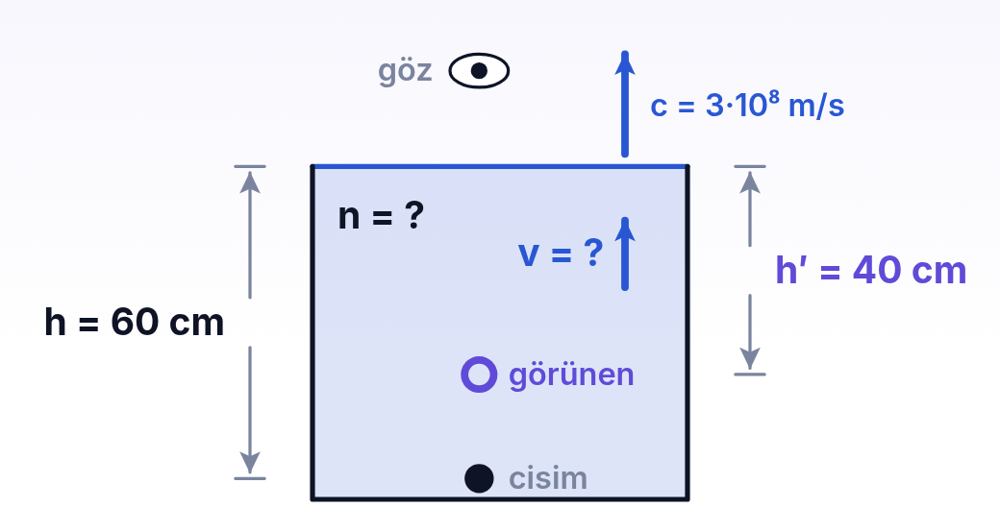 göz
c = 3·10⁸ m/s
n = ?
v = ?
h′ = 40 cm
h = 60 cm
görünen
cisim